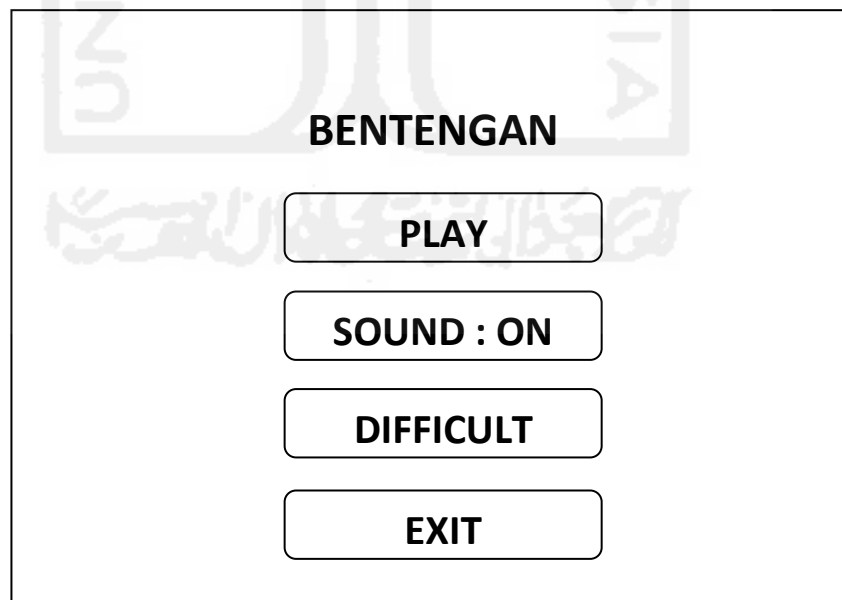 BENTENGAN
PLAY
SOUND : ON
DIFFICULT
EXIT